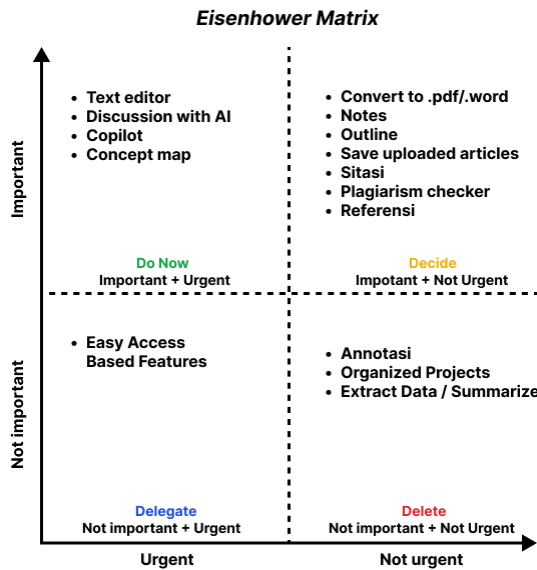 Eisenhower Matrix
Important
• Text editor
• Discussion with AI
• Copilot
• Concept map
Do Now
Important + Urgent
• Convert to .pdf/.word
• Notes
• Outline
• Save uploaded articles
• Sitasi
• Plagiarism checker
• Referensi
Decide
Impotant + Not Urgent
Not important
• Easy Access
Based Features
Delegate
Not important + Urgent
• Annotasi
• Organized Projects
• Extract Data / Summarize
Delete
Not important + Not Urgent
Urgent
Not urgent